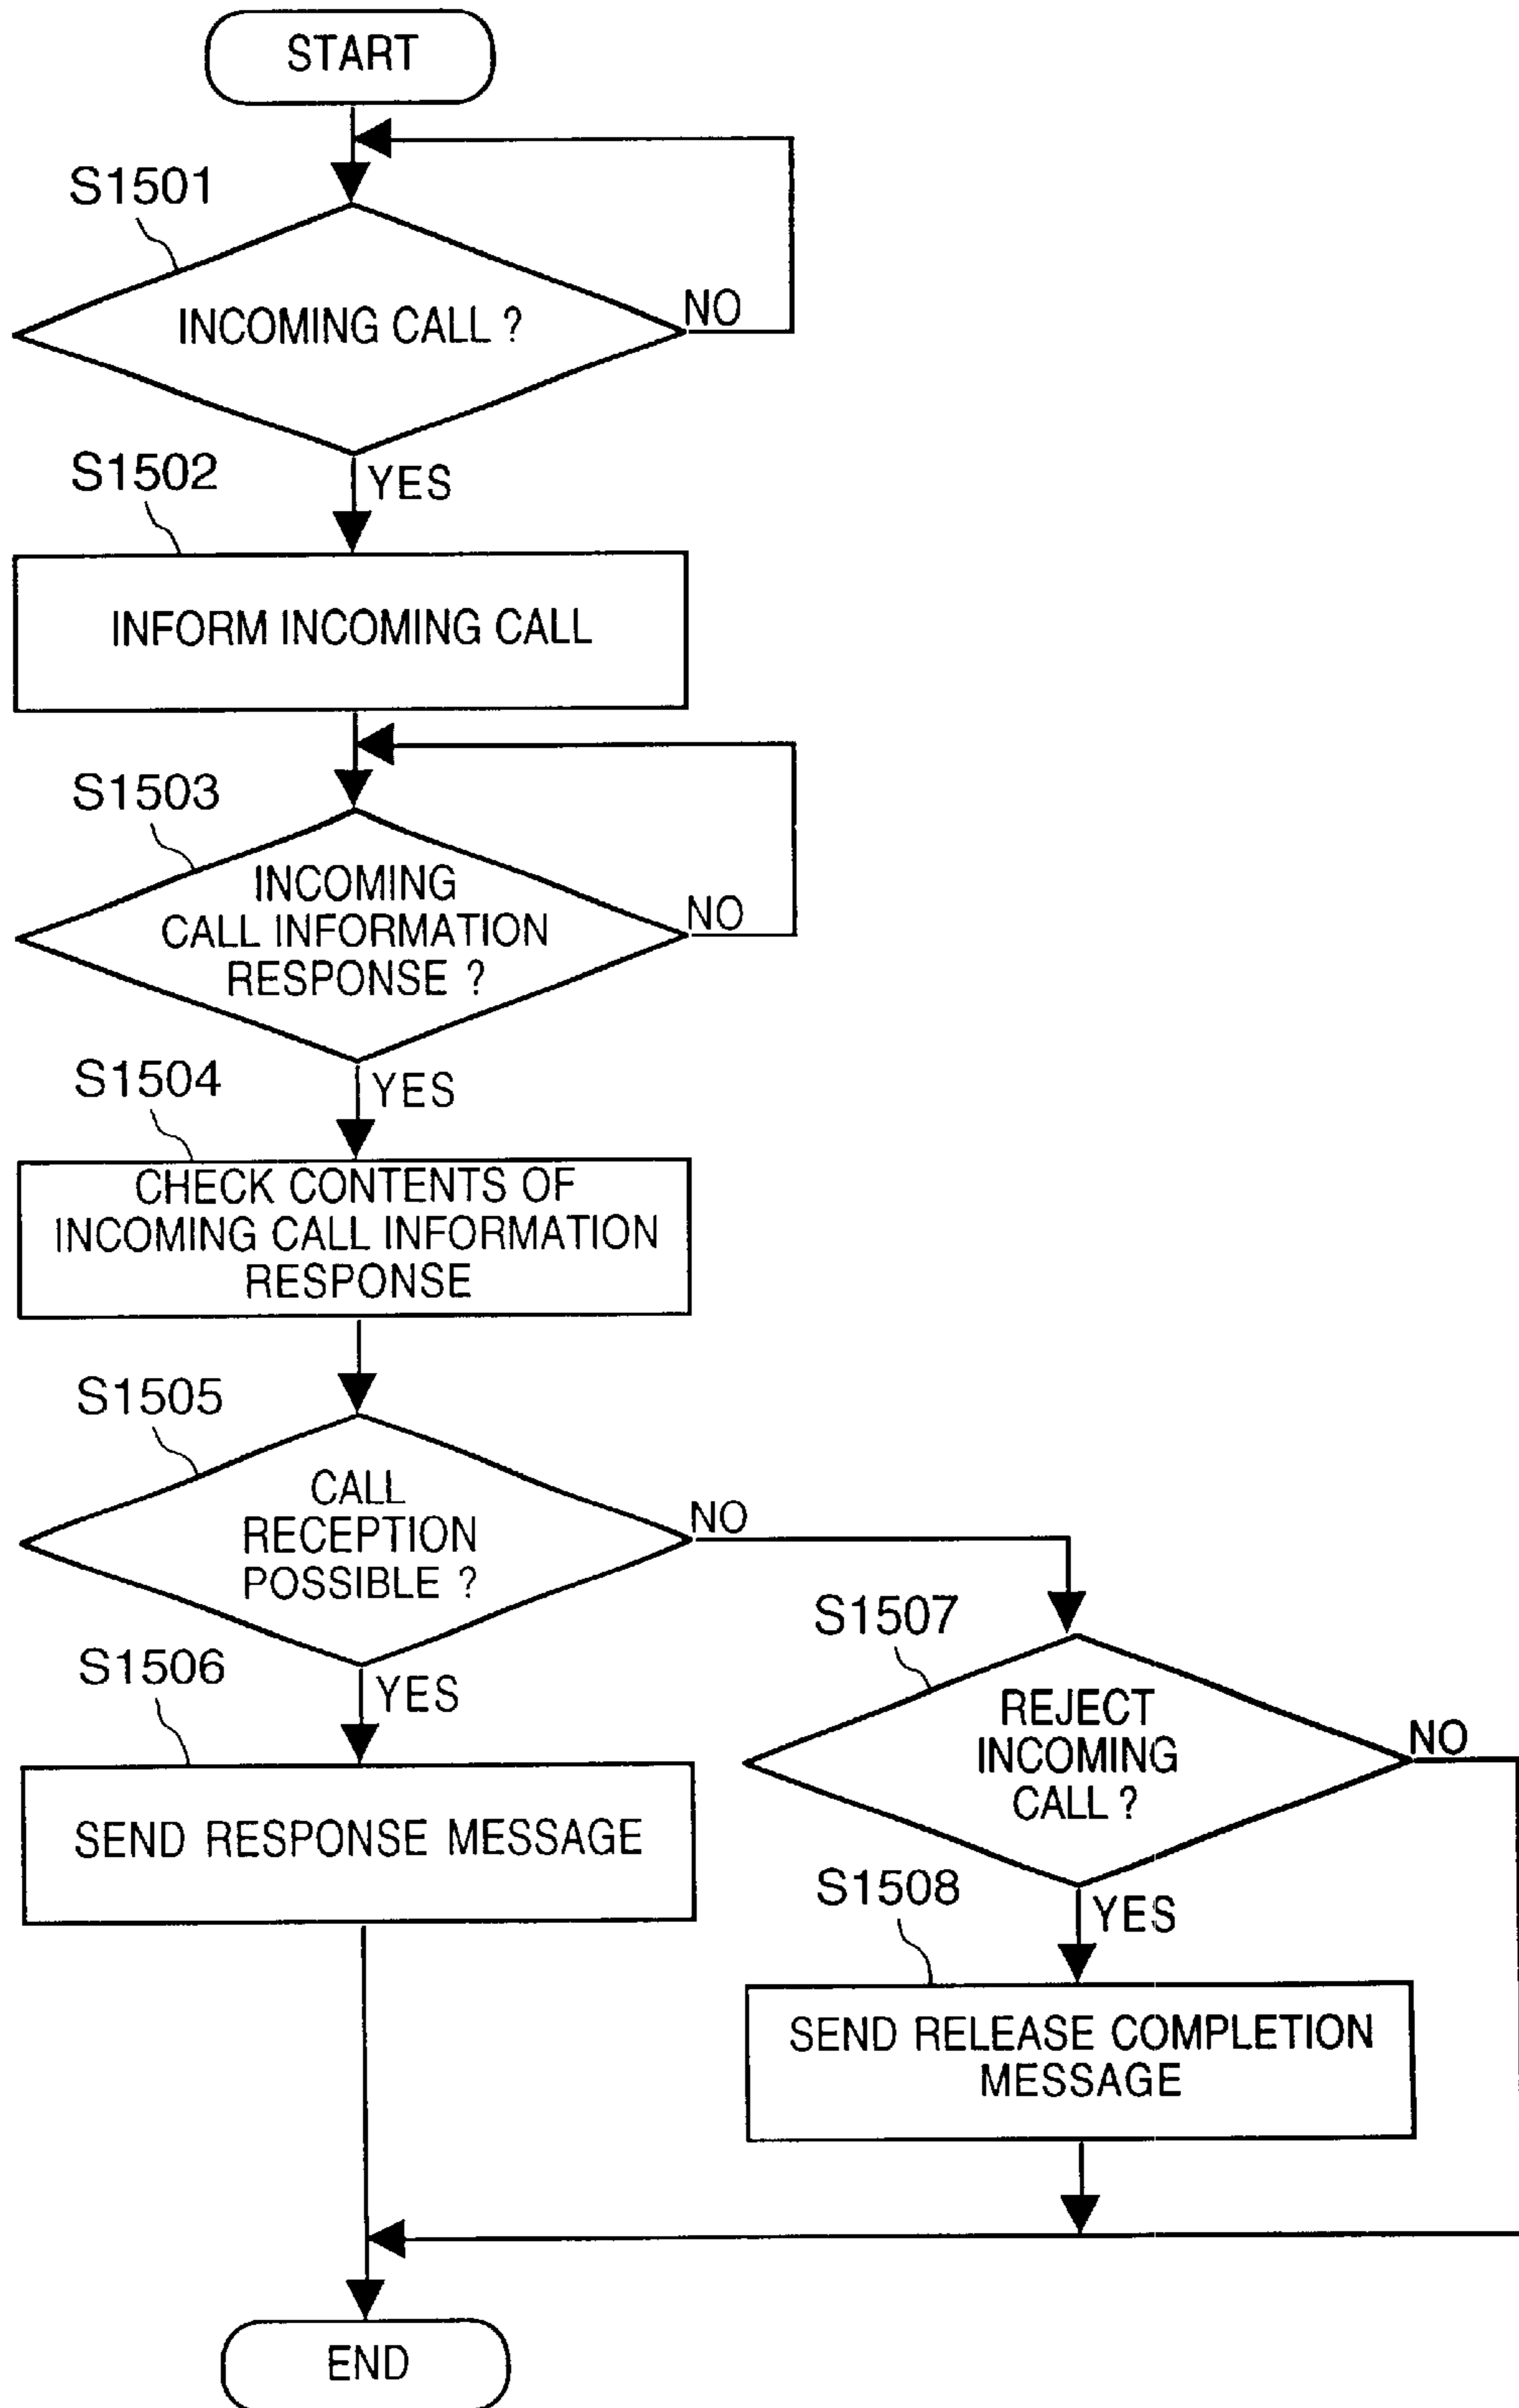 START
S1501
INCOMING CALL ?
NO
S1502
YES
INFORM INCOMING CALL
S1503
INCOMING
CALL INFORMATION
RESPONSE ?
NO
S1504
YES
CHECK CONTENTS OF
INCOMING CALL INFORMATION
RESPONSE
S1505
CALL
RECEPTION
POSSIBLE ?
NO
S1506
YES
SEND RESPONSE MESSAGE
S1507
REJECT
INCOMING
CALL ?
NO
S1508
YES
SEND RELEASE COMPLETION
MESSAGE
END